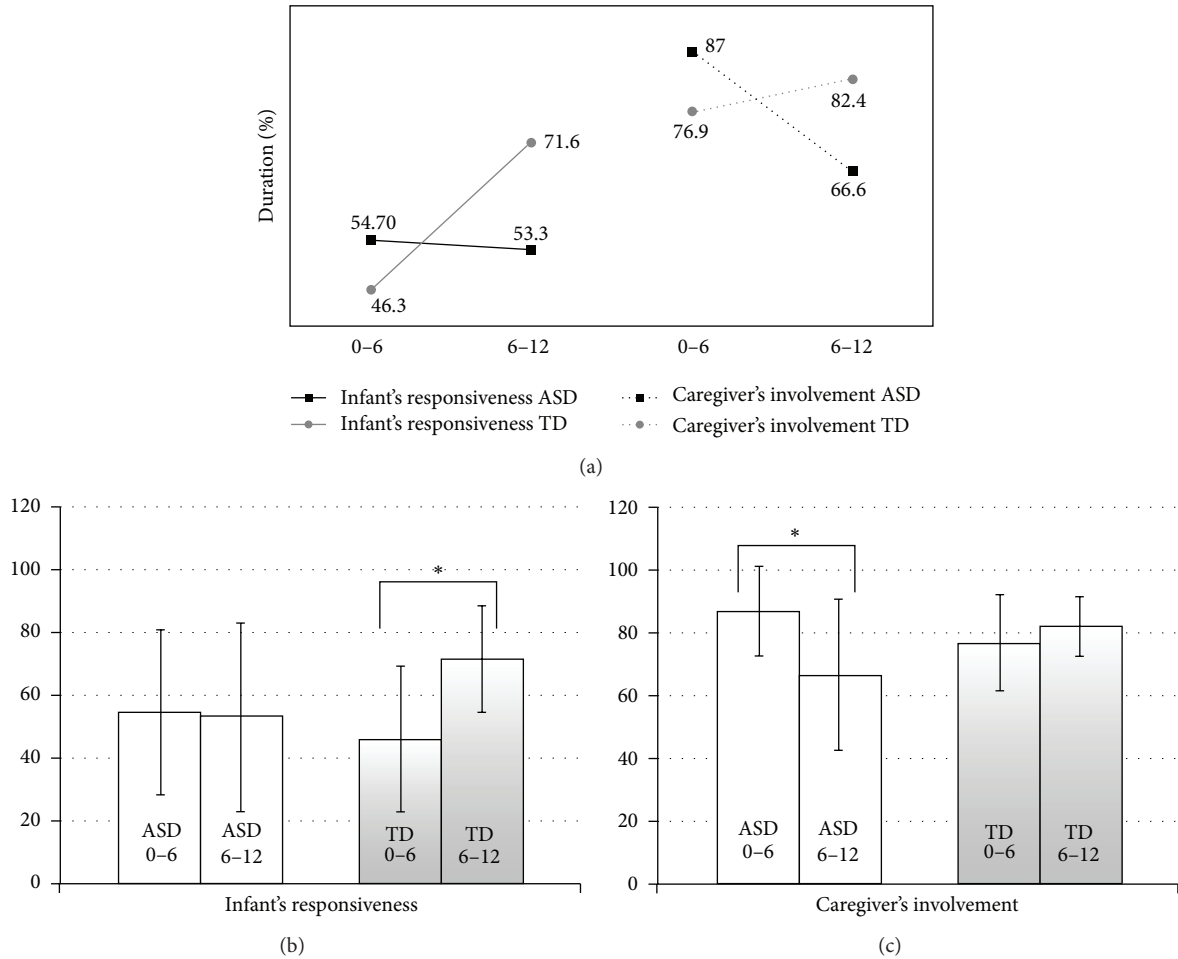 Duration (%)
87
82.4
76.9
71.6
66.6
54.70
53.3
46.3
0–6
6–12
0–6
6–12
Infant's responsiveness ASD
Infant's responsiveness TD
Caregiver's involvement ASD
Caregiver's involvement TD
(a)
120
100
80
60
40
20
0
*
ASD
0–6
ASD
6–12
TD
0–6
TD
6–12
Infant's responsiveness
(b)
120
100
80
60
40
20
0
*
ASD
0–6
ASD
6–12
TD
0–6
TD
6–12
Caregiver's involvement
(c)